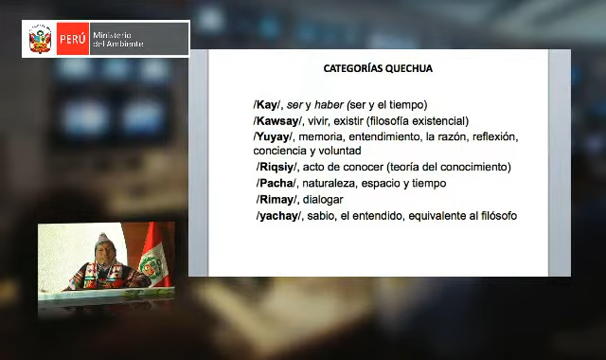 PERÚ
Ministerio
del Ambiente
CATEGORÍAS QUECHUA
/Kay/, ser y haber (ser y el tiempo)
/Kawsay/, vivir, existir (filosofía existencial)
/Yuyay/, memoria, entendimiento, la razón, reflexión,
conciencia y voluntad
/Riqsiy/, acto de conocer (teoría del conocimiento)
/Pacha/, naturaleza, espacio y tiempo
/Rimay/, dialogar
/yachay/, sabio, el entendido, equivalente al filósofo